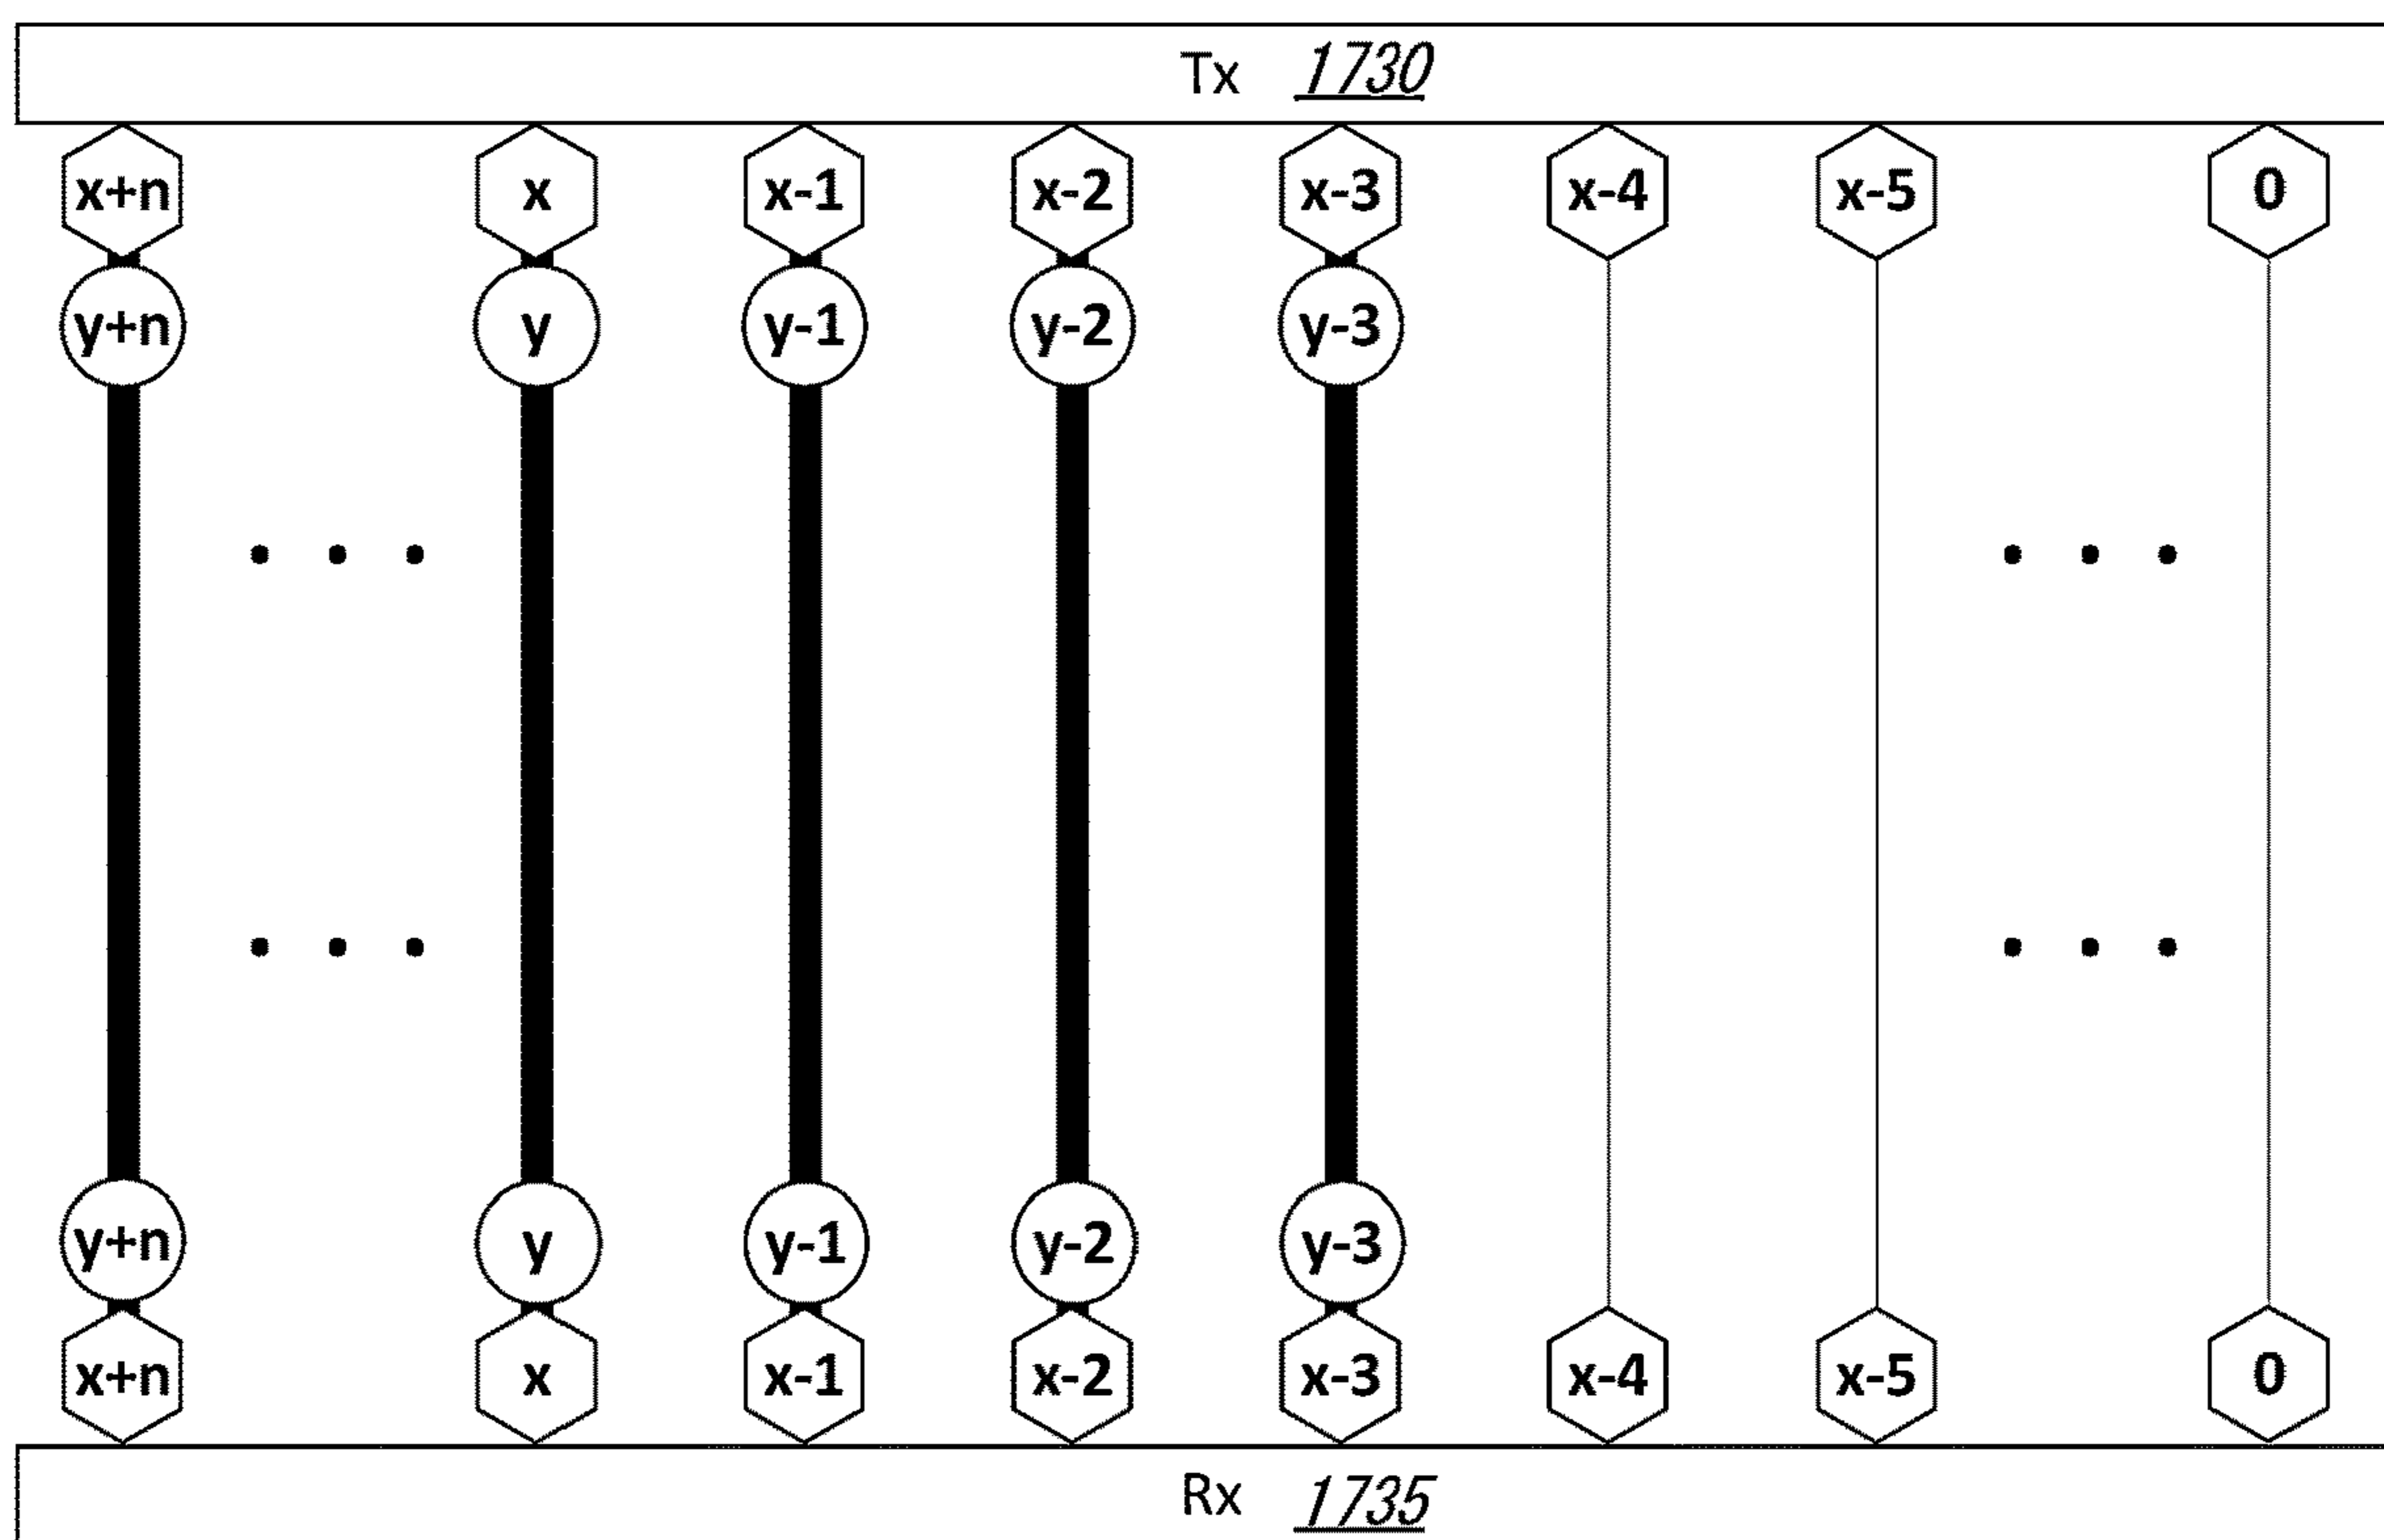 Tx 1730
x+n x x-1 x-2 x-3 x-4 x-5 0
y+n y y-1 y-2 y-3
y+n y y-1 y-2 y-3
x+n x x-1 x-2 x-3 x-4 x-5 0
Rx 1735